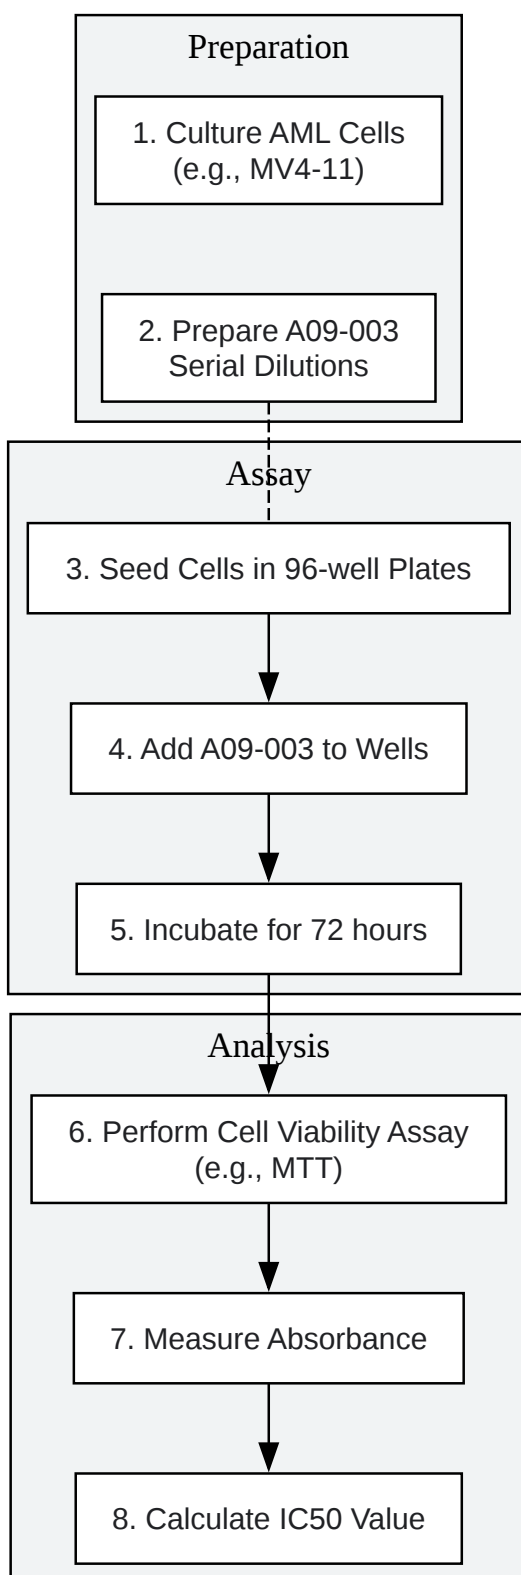 Preparation
1. Culture AML Cells
(e.g., MV4-11)
2. Prepare A09-003
Serial Dilutions
Assay
3. Seed Cells in 96-well Plates
4. Add A09-003 to Wells
5. Incubate for 72 hours
Analysis
6. Perform Cell Viability Assay
(e.g., MTT)
7. Measure Absorbance
8. Calculate IC50 Value